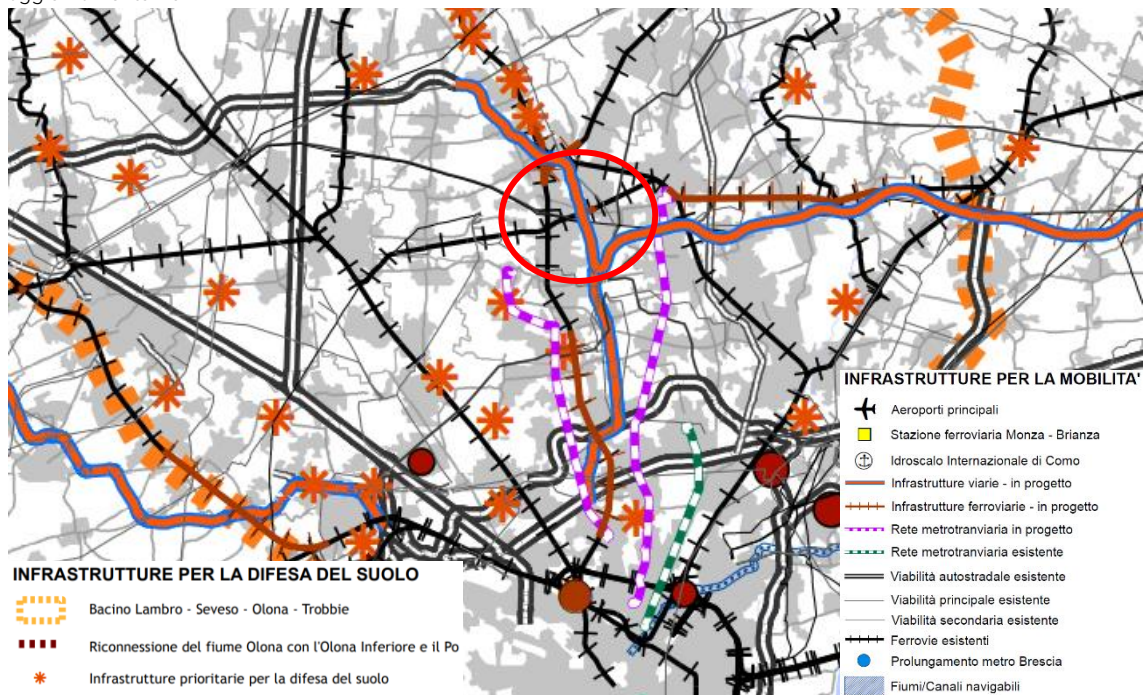 INFRASTRUTTURE PER LA DIFESA DEL SUOLO
Bacino Lambro - Seveso - Olona - Trobbie
Riconnessione del fiume Olona con l'Olona Inferiore e il Po
Infrastrutture prioritarie per la difesa del suolo
INFRASTRUTTURE PER LA MOBILITA'
Aeroporti principali
Stazione ferroviaria Monza - Brianza
Idroscalo Internazionale di Como
Infrastrutture viarie - in progetto
Infrastrutture ferroviarie - in progetto
Rete metrotranviaria in progetto
Rete metrotranviaria esistente
Viabilità autostradale esistente
Viabilità principale esistente
Viabilità secondaria esistente
Ferrovie esistenti
Prolungamento metro Brescia
Fiumi/Canali navigabili